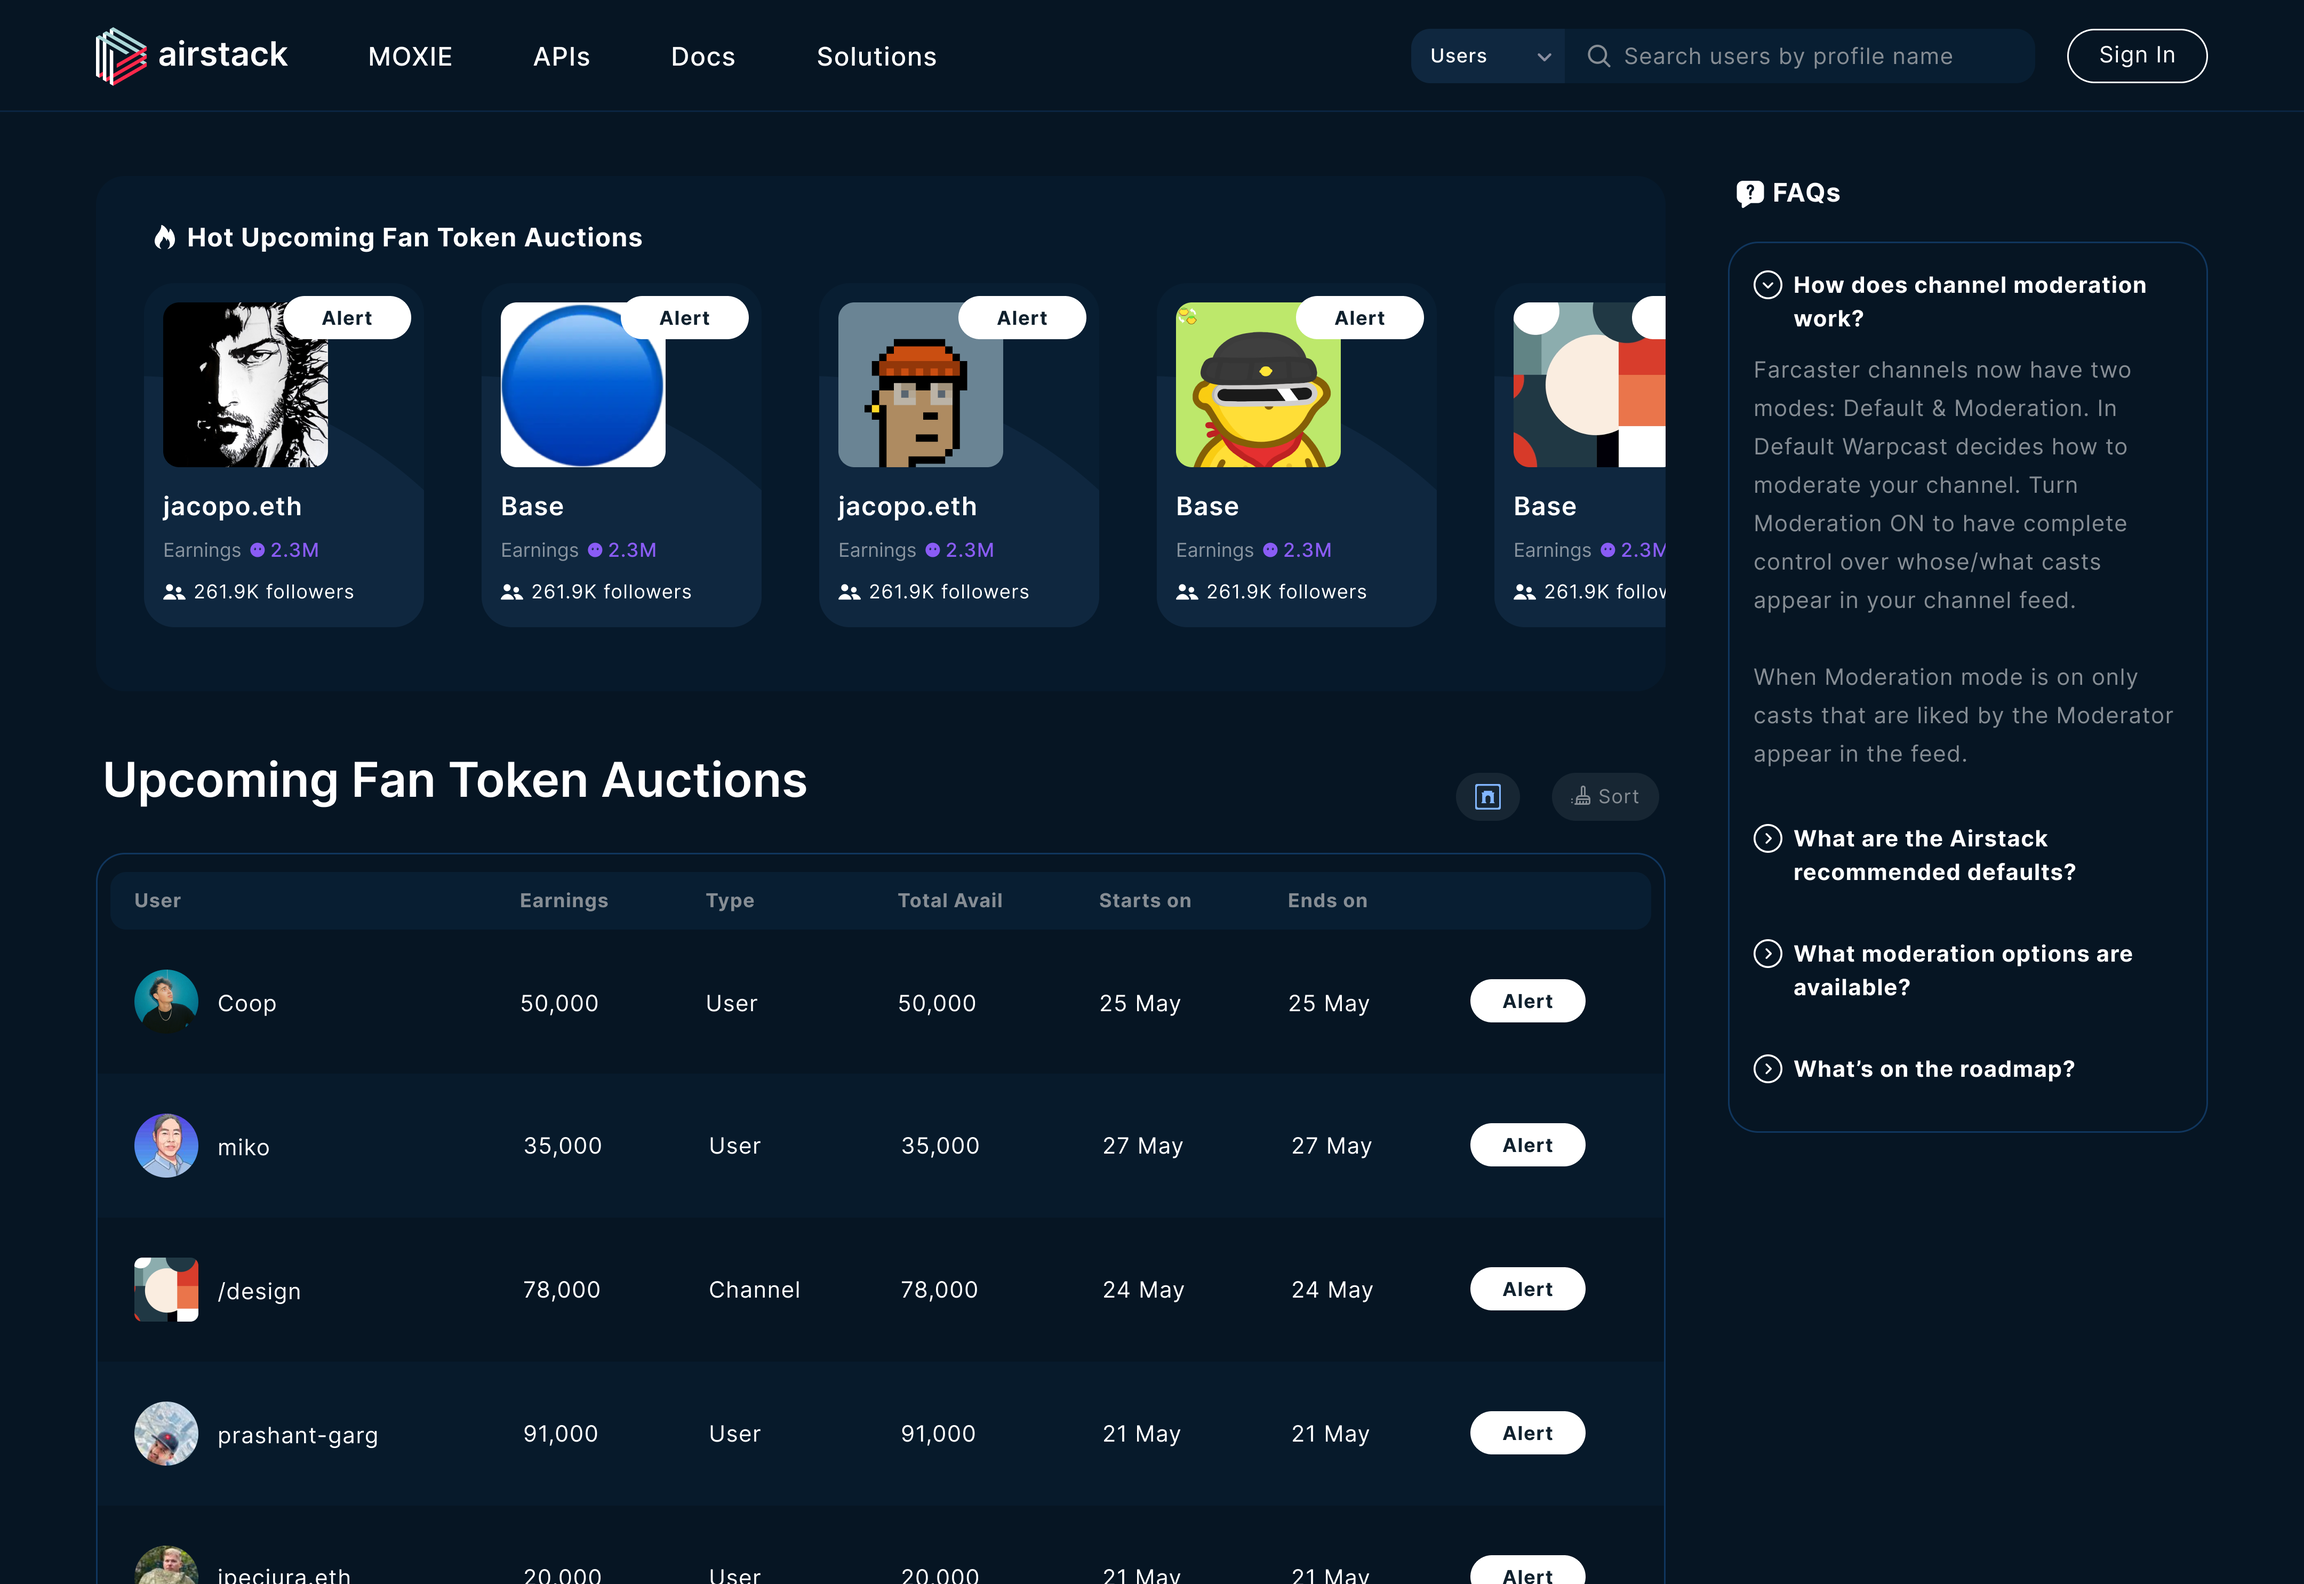 airstack
MOXIE
APIs
Docs
Solutions
Users
Search users by profile name
Sign In
Hot Upcoming Fan Token Auctions
Alert
jacopo.eth
Earnings 2.3M
261.9K followers
Alert
Base
Earnings 2.3M
261.9K followers
Alert
jacopo.eth
Earnings 2.3M
261.9K followers
Alert
Base
Earnings 2.3M
261.9K followers
Base
Earnings 2.3M
261.9K follow
Upcoming Fan Token Auctions
Sort
User Earnings Type Total Avail Starts on Ends on
Coop 50,000 User 50,000 25 May 25 May Alert
miko 35,000 User 35,000 27 May 27 May Alert
/design 78,000 Channel 78,000 24 May 24 May Alert
prashant-garg 91,000 User 91,000 21 May 21 May Alert
ipeciura.eth 20,000 User 20,000 21 May 21 May Alert
FAQs
How does channel moderation
work?
Farcaster channels now have two
modes: Default & Moderation. In
Default Warpcast decides how to
moderate your channel. Turn
Moderation ON to have complete
control over whose/what casts
appear in your channel feed.
When Moderation mode is on only
casts that are liked by the Moderator
appear in the feed.
What are the Airstack
recommended defaults?
What moderation options are
available?
What’s on the roadmap?